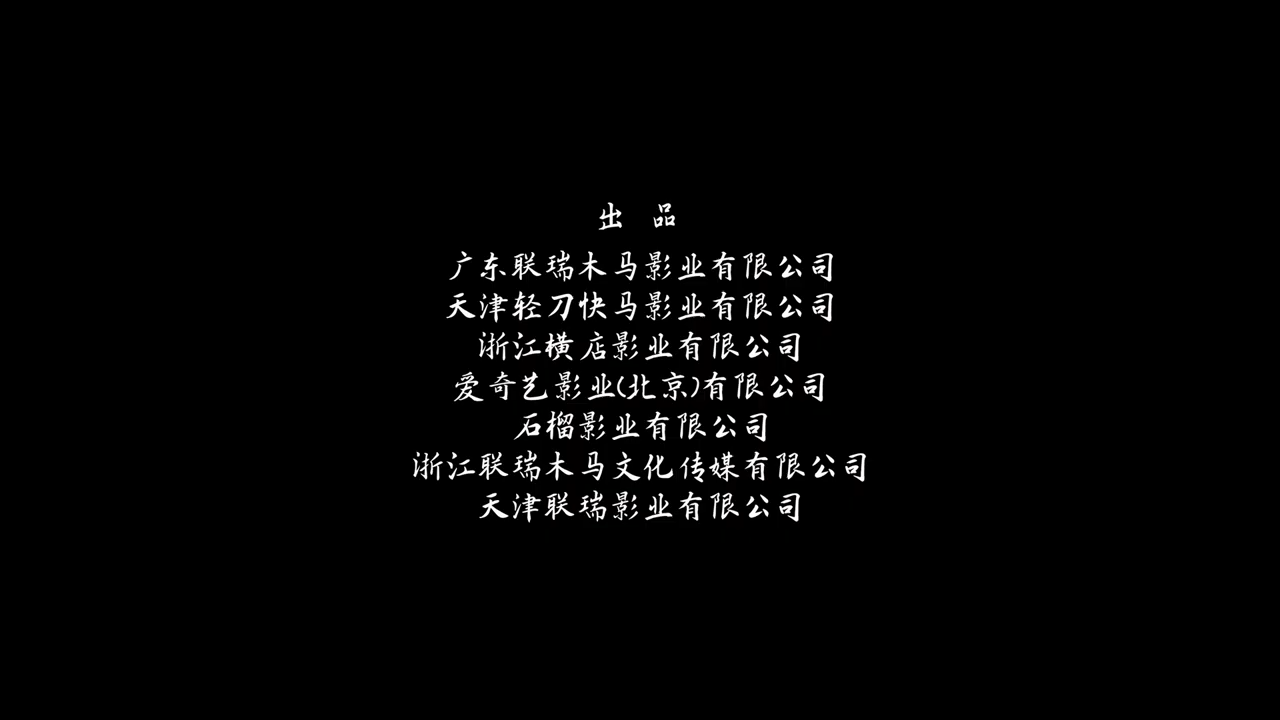 出 品
广东联瑞木马影业有限公司
天津轻刀快马影业有限公司
浙江横店影业有限公司
爱奇艺影业(北京)有限公司
石榴影业有限公司
浙江联瑞木马文化传媒有限公司
天津联瑞影业有限公司